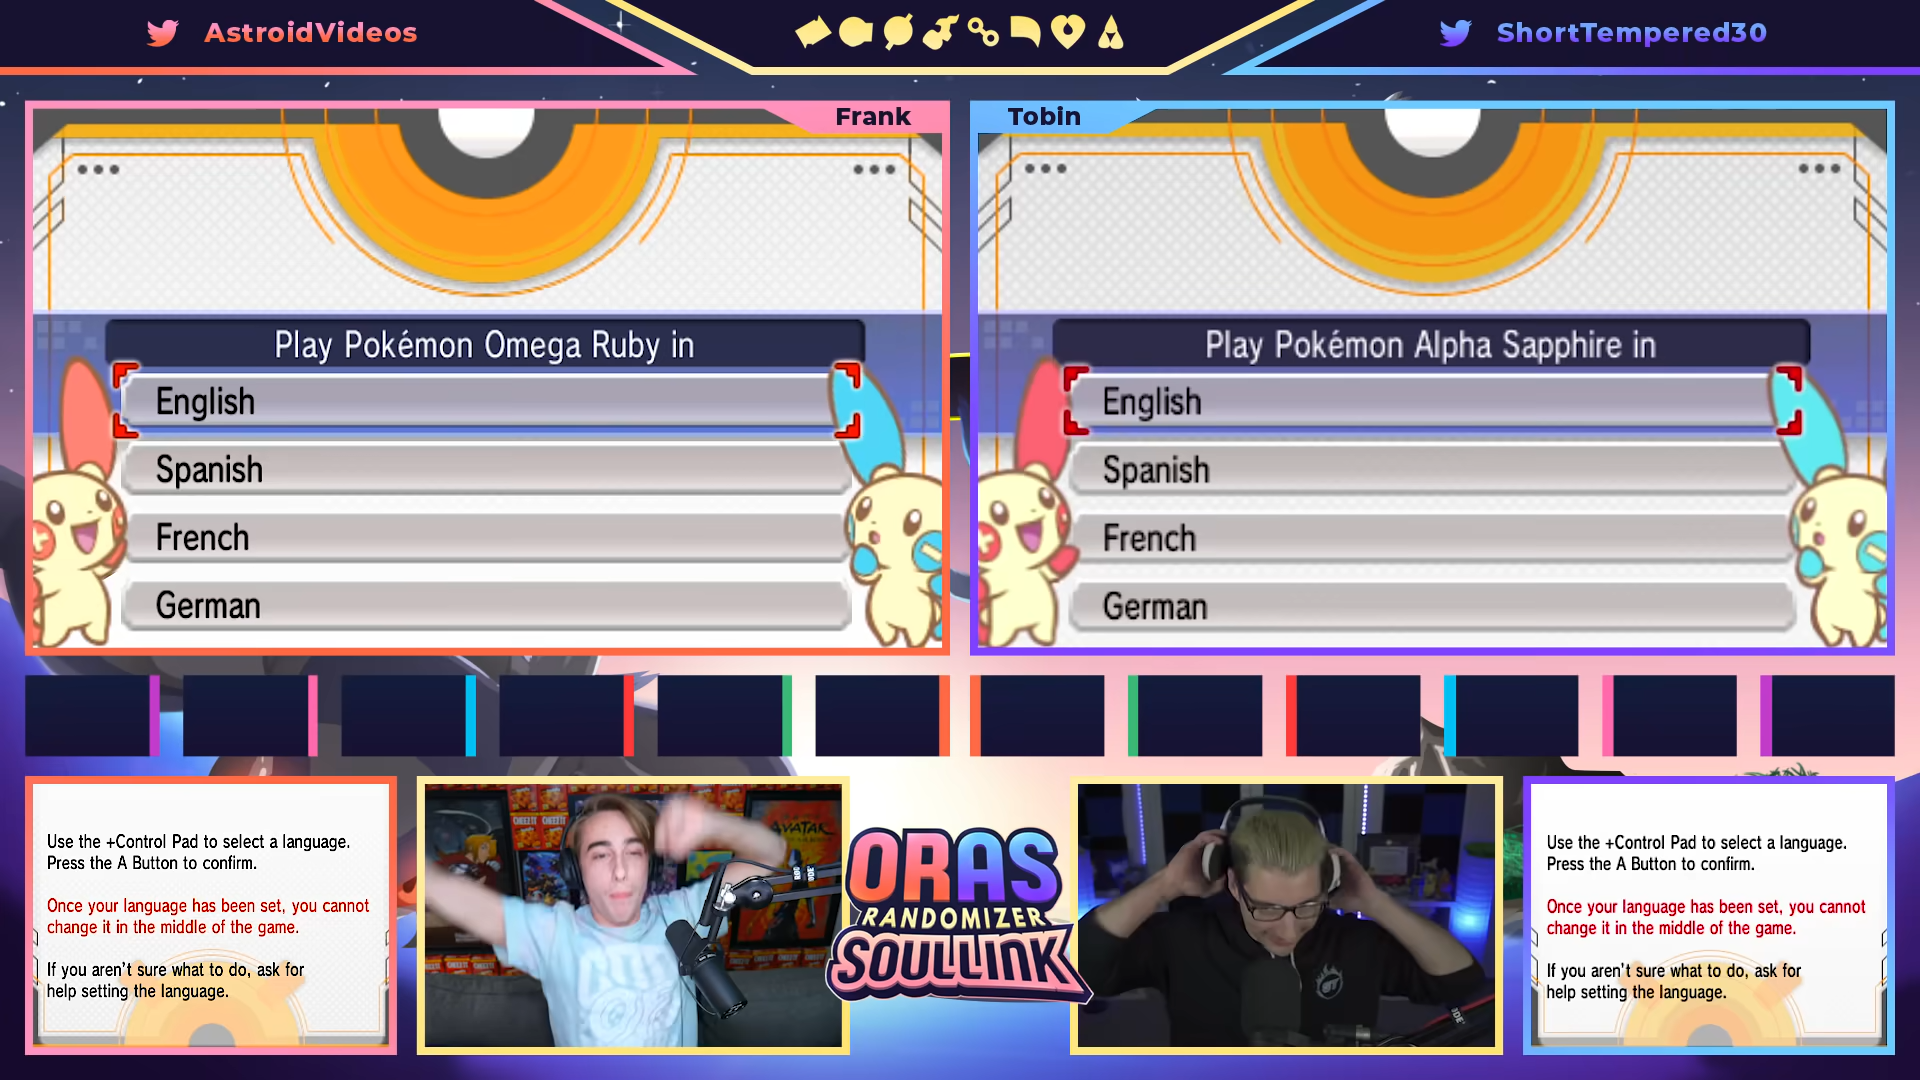 AstroidVideos
ShortTempered30
Frank
Tobin
Play Pokémon Omega Ruby in
English
Spanish
French
German
Play Pokémon Alpha Sapphire in
English
Spanish
French
German
Use the +Control Pad to select a language.
Press the A Button to confirm.
Once your language has been set, you cannot
change it in the middle of the game.
If you aren't sure what to do, ask for
help setting the language.
AVATAR
ORAS
RANDOMIZER
SOULLINK
Use the +Control Pad to select a language.
Press the A Button to confirm.
Once your language has been set, you cannot
change it in the middle of the game.
If you aren't sure what to do, ask for
help setting the language.